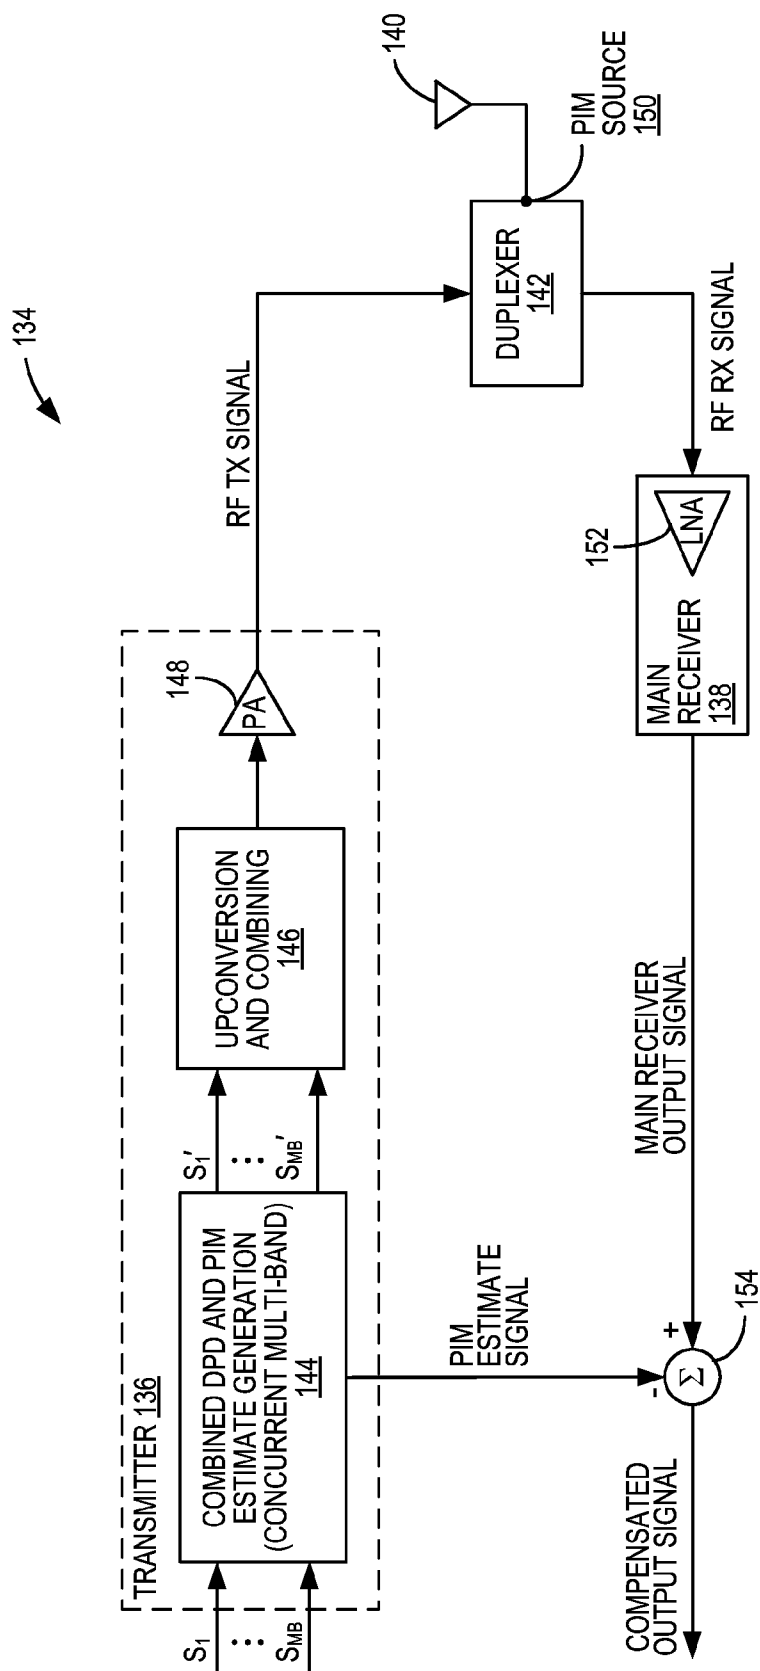 134
TRANSMITTER 136
S1
⋮
SMB
COMBINED DPD AND PIM
ESTIMATE GENERATION
(CONCURRENT MULTI-BAND)
144
S1'
⋮
SMB'
UPCONVERSION
AND COMBINING
146
PA
148
RF TX SIGNAL
DUPLEXER
142
140
PIM
SOURCE
150
RF RX SIGNAL
152
LNA
MAIN
RECEIVER
138
MAIN RECEIVER
OUTPUT SIGNAL
PIM
ESTIMATE
SIGNAL
+
-
Σ
154
COMPENSATED
OUTPUT SIGNAL